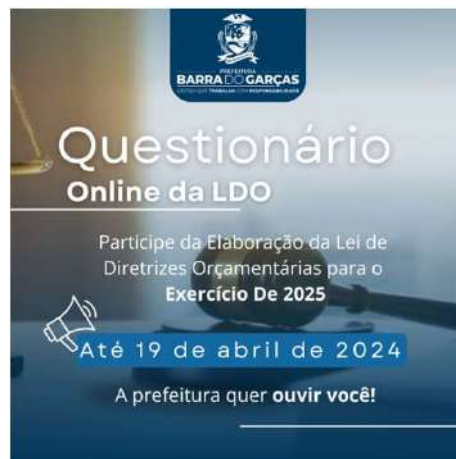 PREFEITURA
BARRA DO GARÇAS
Questionário
Online da LDO
Participe da Elaboração da Lei de
Diretrizes Orçamentárias para o
Exercício De 2025
Até 19 de abril de 2024
A prefeitura quer ouvir você!